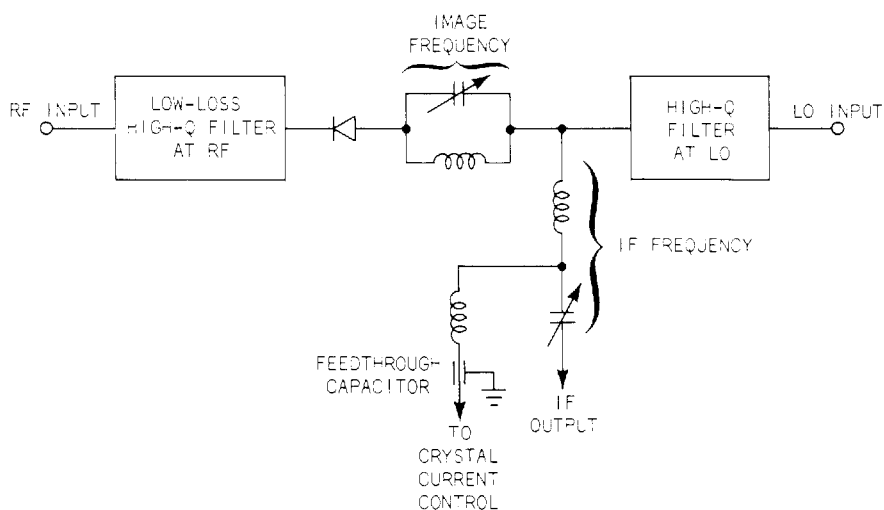 IMAGE
FREQUENCY
RF INPUT
LOW-LOSS
HIGH-Q FILTER
AT RF
HIGH-Q
FILTER
AT LO
LO INPUT
IF FREQUENCY
FEEDTHROUGH
CAPACITOR
IF
OUTPUT
TO
CRYSTAL
CURRENT
CONTROL